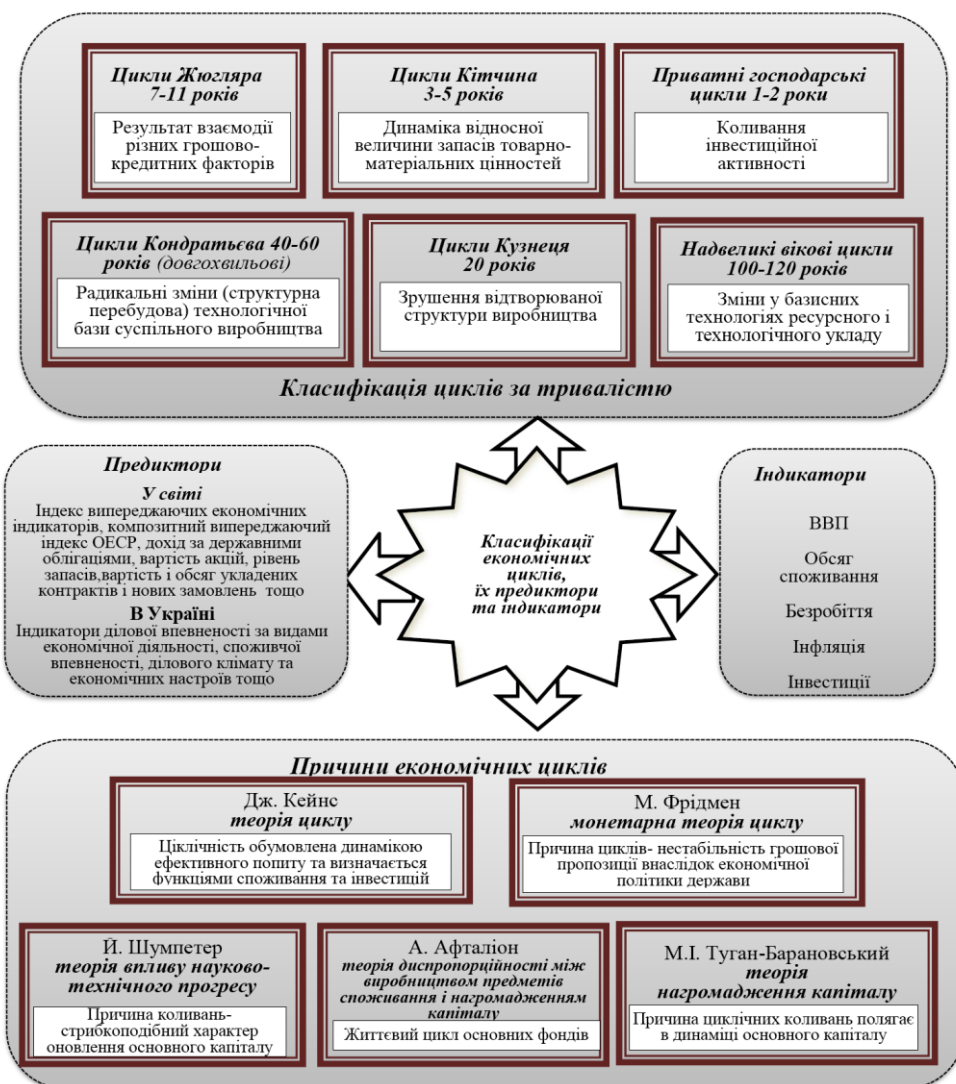 Цикли Жюгляра
7-11 років
Результат взаємодії
різних грошово-
кредитних факторів
Цикли Кітчина
3-5 років
Динаміка відносної
величини запасів товарно-
матеріальних цінностей
Приватні господарські
цикли 1-2 роки
Коливання
інвестиційної
активності
Цикли Кондратьєва 40-60
років (довгохвильові)
Радикальні зміни (структурна
перебудова) технологічної
бази суспільного виробництва
Цикли Кузнеця
20 років
Зрушення відтворюваної
структури виробництва
Надвеликі вікові цикли
100-120 років
Зміни у базисних
технологіях ресурсного і
технологічного укладу
Класифікація циклів за тривалістю
Предиктори
У світі
Індекс випереджаючих економічних
індикаторів, композитний випереджаючий
індекс ОЕСР, дохід за державними
облігаціями, вартість акцій, рівень
запасів,вартість і обсяг укладених
контрактів і нових замовлень тощо
В Україні
Індикатори ділової впевненості за видами
економічної діяльності, споживчої
впевненості, ділового клімату та
економічних настроїв тощо
Класифікації
економічних
циклів,
їх предиктори
та індикатори
Індикатори
ВВП
Обсяг
споживання
Безробіття
Інфляція
Інвестиції
Причини економічних циклів
Дж. Кейнс
теорія циклу
Ціклічність обумовлена динамікою
ефективного попиту та визначається
функціями споживання та інвестицій
М. Фрідмен
монетарна теорія циклу
Причина циклів- нестабільність грошової
пропозиції внаслідок економічної
політики держави
Й. Шумпетер
теорія впливу науково-
технічного прогресу
Причина коливань-
стрибкоподібний характер
оновлення основного капіталу
А. Афталіон
теорія диспропорційності між
виробництвом предметів
споживання і нагромадженням
капіталу
Життєвий цикл основних фондів
М.І. Туган-Барановський
теорія
нагромадження капіталу
Причина циклічних коливань полягає
в динаміці основного капіталу